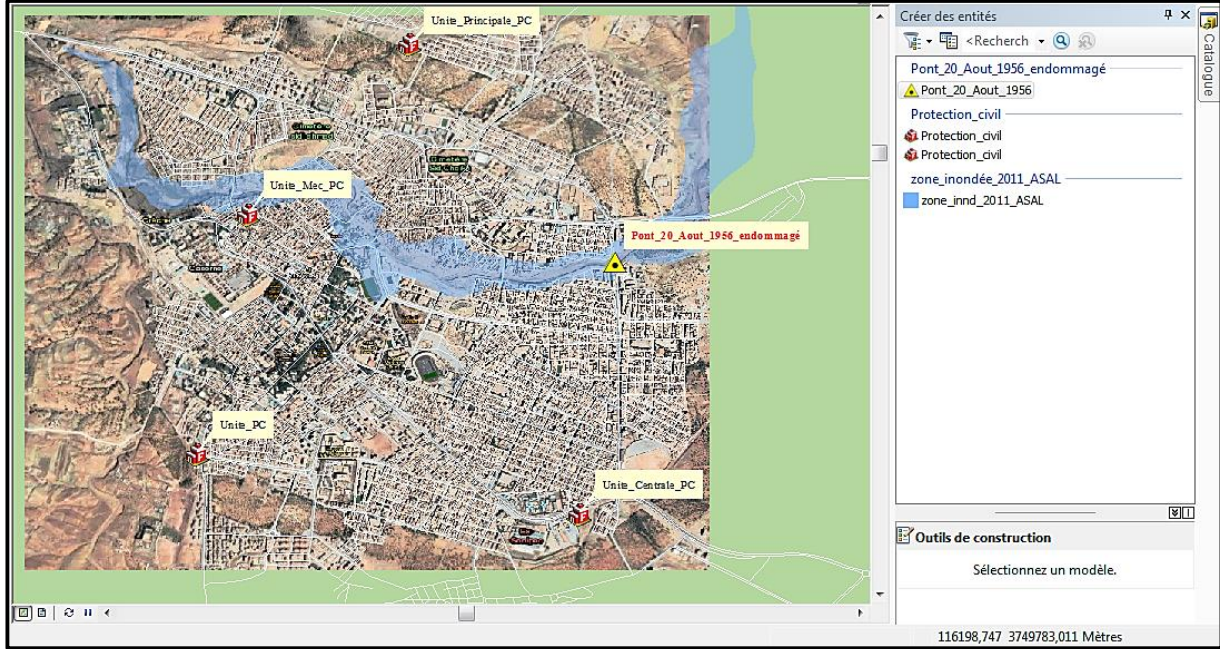 Unite_Principale_PC
Unite_Mec_PC
Pont_20_Aout_1956_endommagé
Caserne
Unite_PC
Unite_Centrale_PC
Créer des entités
<Recherch
Pont_20_Aout_1956_endommagé
Pont_20_Aout_1956
Protection_civil
Protection_civil
Protection_civil
zone_inondée_2011_ASAL
zone_innd_2011_ASAL
Catalogue
Outils de construction
Sélectionnez un modèle.
116198,747 3749783,011 Mètres